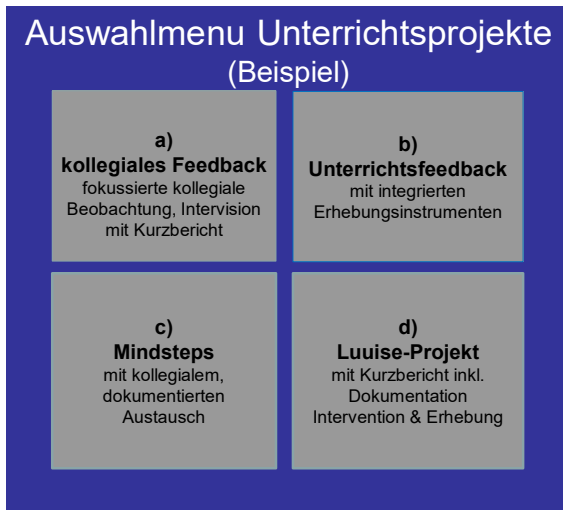 Auswahlmenu Unterrichtsprojekte
(Beispiel)
a)
kollegiales Feedback
fokussierte kollegiale
Beobachtung, Intervision
mit Kurzbericht
b)
Unterrichtsfeedback
mit integrierten
Erhebungsinstrumenten
c)
Mindsteps
mit kollegialem,
dokumentierten
Austausch
d)
Luuise-Projekt
mit Kurzbericht inkl.
Dokumentation
Intervention & Erhebung